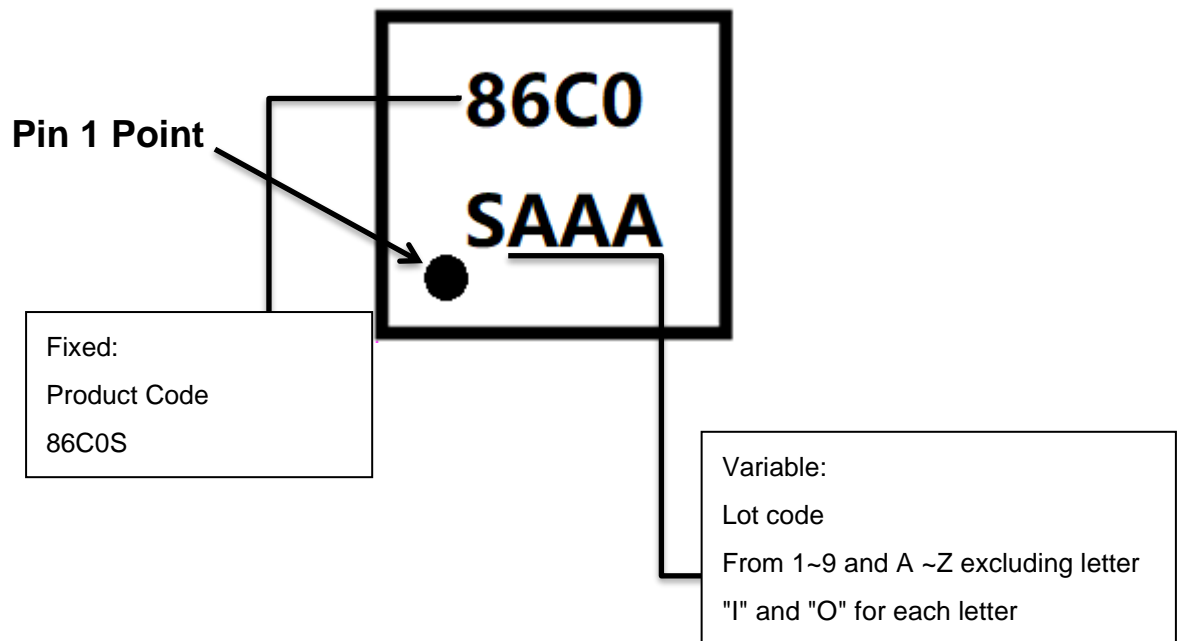 86C0
Pin 1 Point
SAAA
Fixed:
Product Code
86C0S
Variable:
Lot code
From 1~9 and A ~Z excluding letter
"I" and "O" for each letter